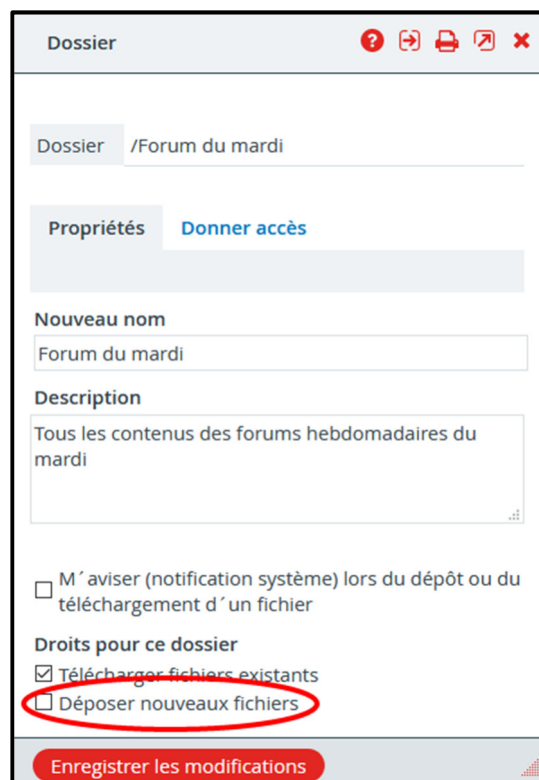 Dossier
Dossier /Forum du mardi
Propriétés Donner accès
Nouveau nom
Forum du mardi
Description
Tous les contenus des forums hebdomadaires du
mardi
M´aviser (notification système) lors du dépôt ou du
téléchargement d´un fichier
Droits pour ce dossier
Télécharger fichiers existants
Déposer nouveaux fichiers
Enregistrer les modifications